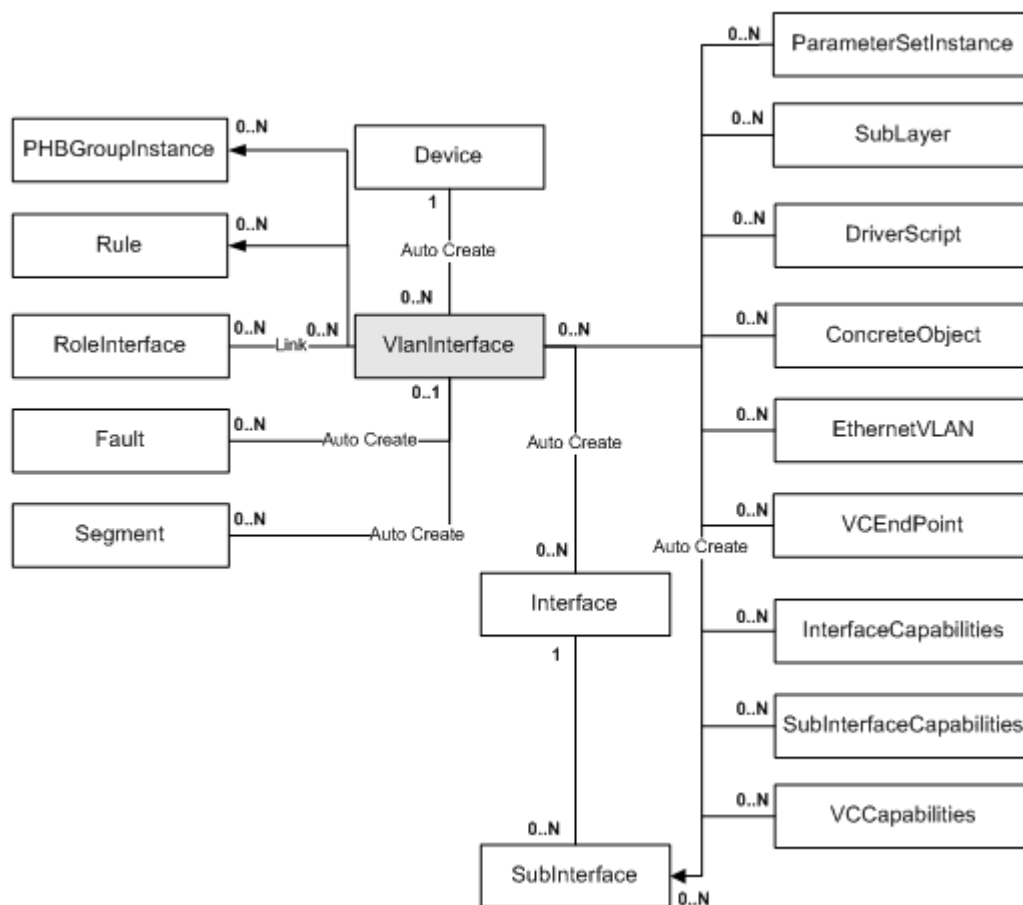 0..N ParameterSetInstance
0..N PHBGroupInstance
Device
0..N SubLayer
1
0..N Rule
Auto Create
0..N DriverScript
0..N
RoleInterface 0..N Link 0..N VlanInterface 0..N
0..N ConcreteObject
0..1
Fault 0..N Auto Create
Auto Create
0..N EthernetVLAN
Segment 0..N Auto Create
0..N VCEndPoint
Auto Create
0..N
Interface
1
0..N InterfaceCapabilities
0..N SubInterfaceCapabilities
0..N VCCapabilities
0..N
SubInterface
0..N